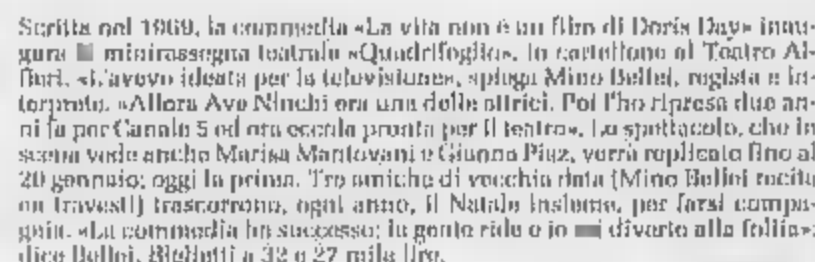 Scritta nel 1969, la commedia «La vita non è un film di Doris Day» inau-
gura la minirassegna teatrale «Quadrifoglio», in cartellone al Teatro Al-
fieri. «L'avevo ideata per la televisione», spiega Mino Bellei, regista e in-
terprete. «Allora Ave Ninchi era una delle attrici. Poi l'ho ripresa due an-
ni fa per Canale 5 ed ora eccola pronta per il teatro». Lo spettacolo, che in
scena vede anche Marisa Mantovani e Gianna Piaz, verrà replicato fino al
20 gennaio; oggi la prima. Tre amiche di vecchia data (Mino Bellei recita
en travesti) trascorrono, ogni anno, il Natale insieme, per farsi compa-
gnia. «La commedia ha successo: la gente ride e io mi diverto alla follia»:
dice Bellei. Biglietti a 32 e 27 mila lire.